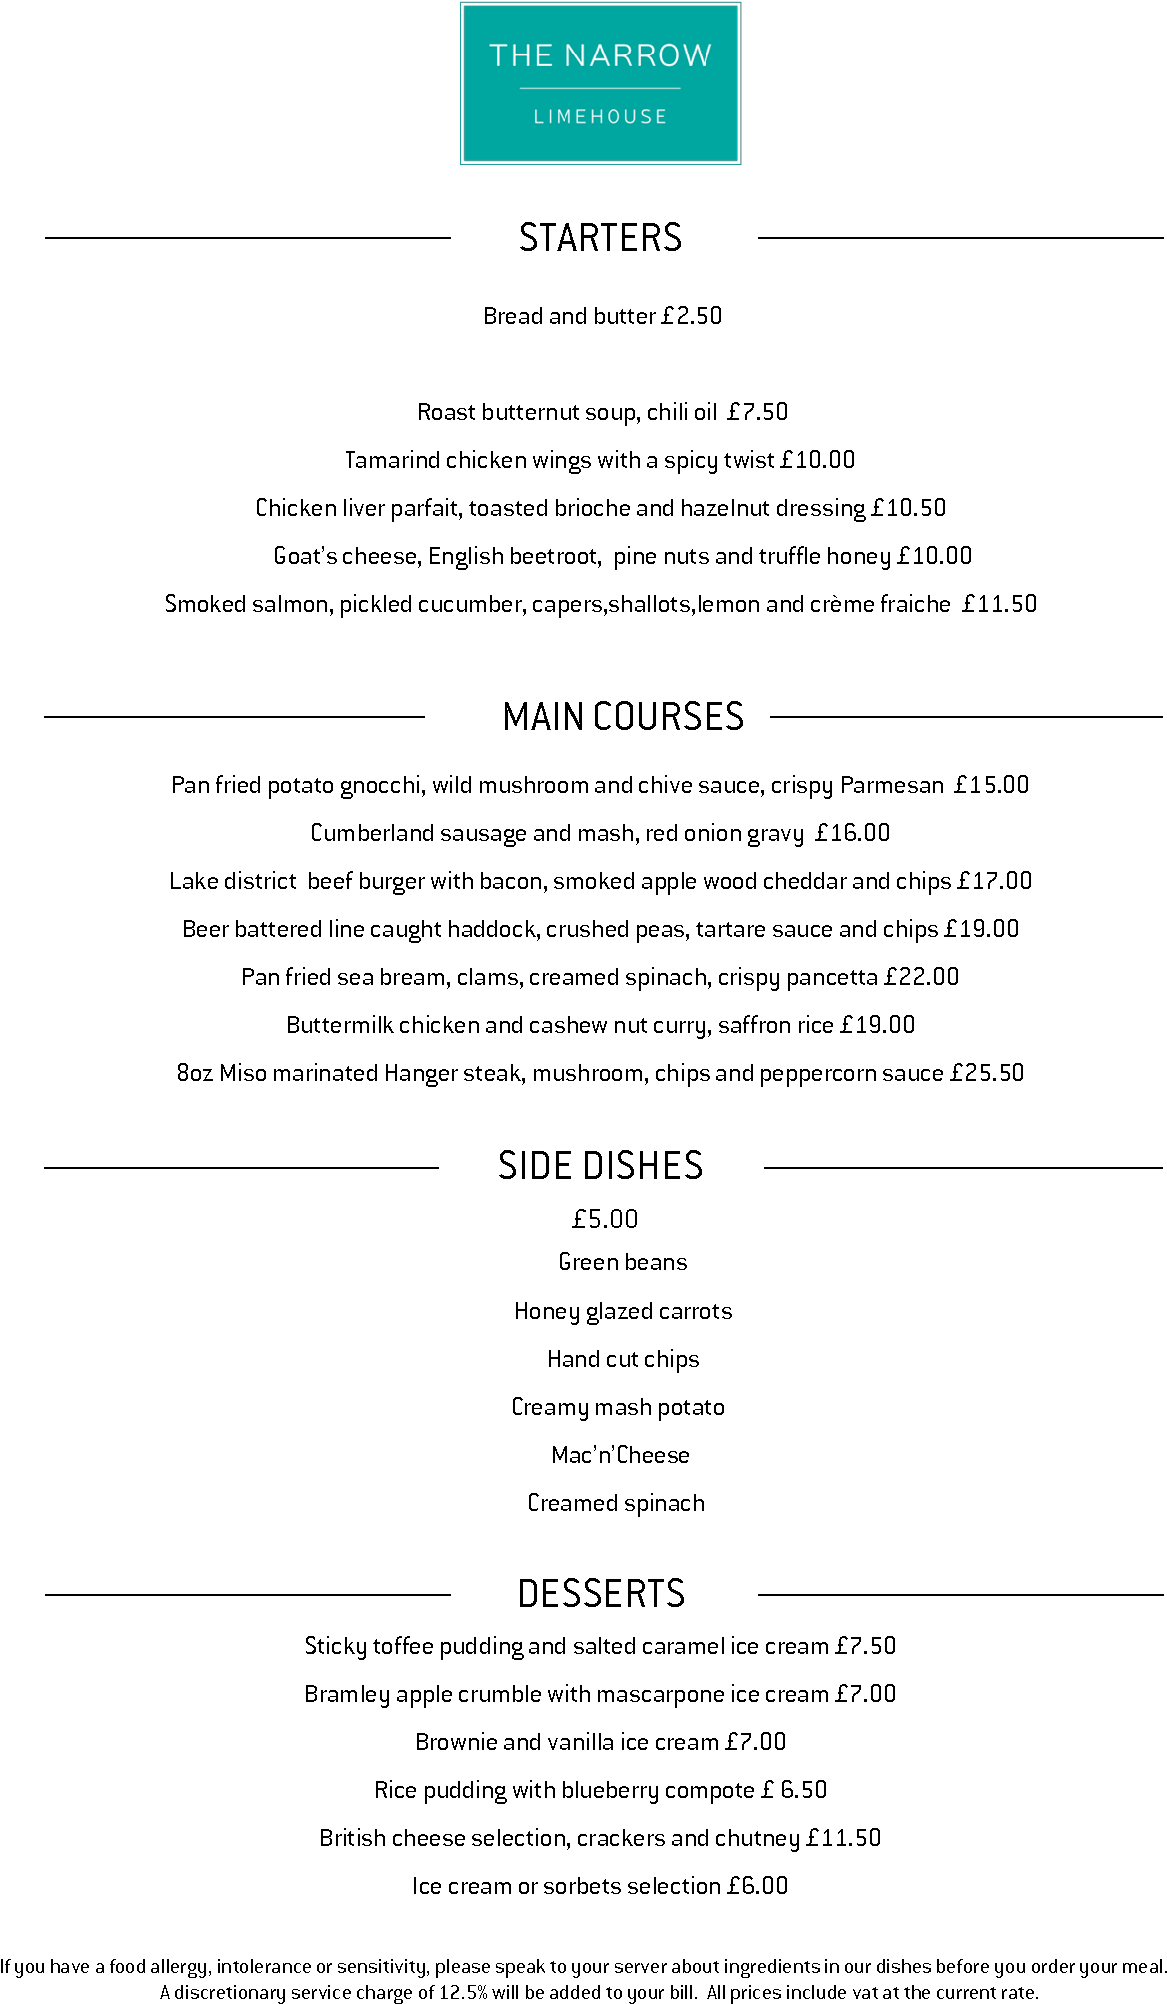 THE NARROW
LIMEHOUSE
STARTERS
Bread and butter £2.50
Roast butternut soup, chili oil  £7.50
Tamarind chicken wings with a spicy twist £10.00
Chicken liver parfait, toasted brioche and hazelnut dressing £10.50
Goat's cheese, English beetroot,  pine nuts and truffle honey £10.00
Smoked salmon, pickled cucumber, capers,shallots,lemon and crème fraiche  £11.50
MAIN COURSES
Pan fried potato gnocchi, wild mushroom and chive sauce, crispy Parmesan  £15.00
Cumberland sausage and mash, red onion gravy  £16.00
Lake district  beef burger with bacon, smoked apple wood cheddar and chips £17.00
Beer battered line caught haddock, crushed peas, tartare sauce and chips £19.00
Pan fried sea bream, clams, creamed spinach, crispy pancetta £22.00
Buttermilk chicken and cashew nut curry, saffron rice £19.00
8oz Miso marinated Hanger steak, mushroom, chips and peppercorn sauce £25.50
SIDE DISHES
£5.00
Green beans
Honey glazed carrots
Hand cut chips
Creamy mash potato
Mac'n'Cheese
Creamed spinach
DESSERTS
Sticky toffee pudding and salted caramel ice cream £7.50
Bramley apple crumble with mascarpone ice cream £7.00
Brownie and vanilla ice cream £7.00
Rice pudding with blueberry compote £ 6.50
British cheese selection, crackers and chutney £11.50
Ice cream or sorbets selection £6.00
If you have a food allergy, intolerance or sensitivity, please speak to your server about ingredients in our dishes before you order your meal.
A discretionary service charge of 12.5% will be added to your bill.  All prices include vat at the current rate.